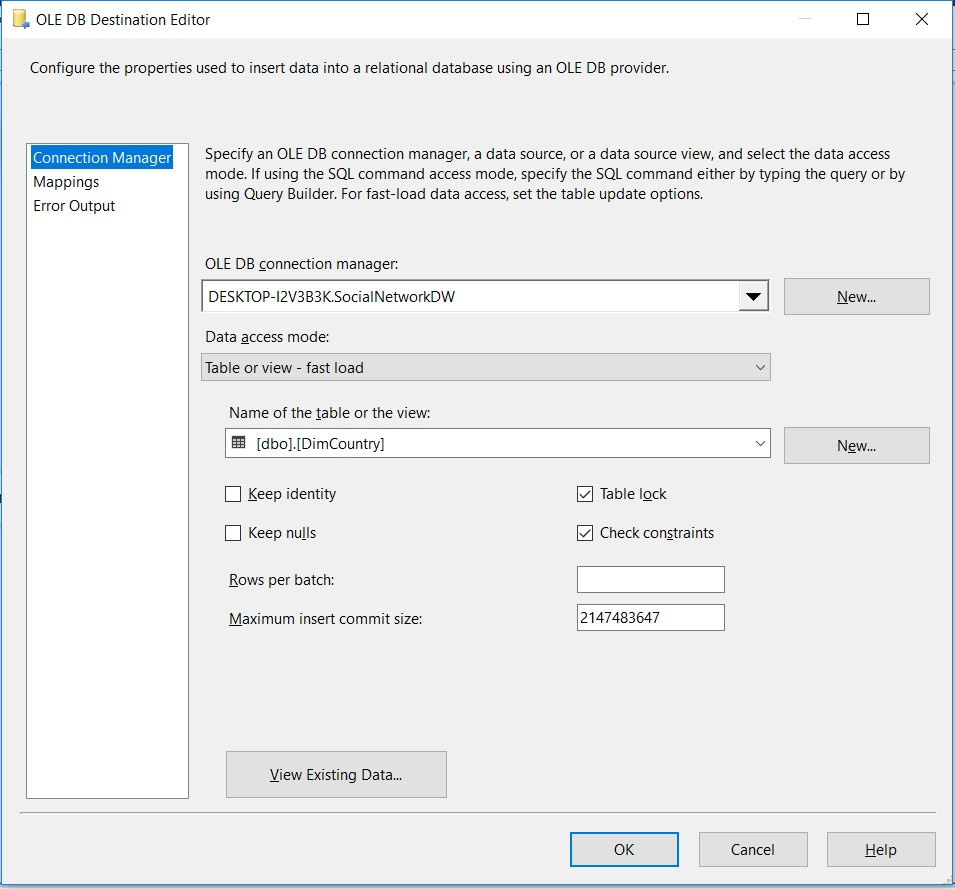 OLE DB Destination Editor
Configure the properties used to insert data into a relational database using an OLE DB provider.
Connection Manager
Mappings
Error Output
Specify an OLE DB connection manager, a data source, or a data source view, and select the data access
mode. If using the SQL command access mode, specify the SQL command either by typing the query or by
using Query Builder. For fast-load data access, set the table update options.
OLE DB connection manager:
DESKTOP-I2V3B3K.SocialNetworkDW
New...
Data access mode:
Table or view - fast load
Name of the table or the view:
[dbo].[DimCountry]
New...
Keep identity
Table lock
Keep nulls
Check constraints
Rows per batch:
Maximum insert commit size:
2147483647
View Existing Data...
OK
Cancel
Help